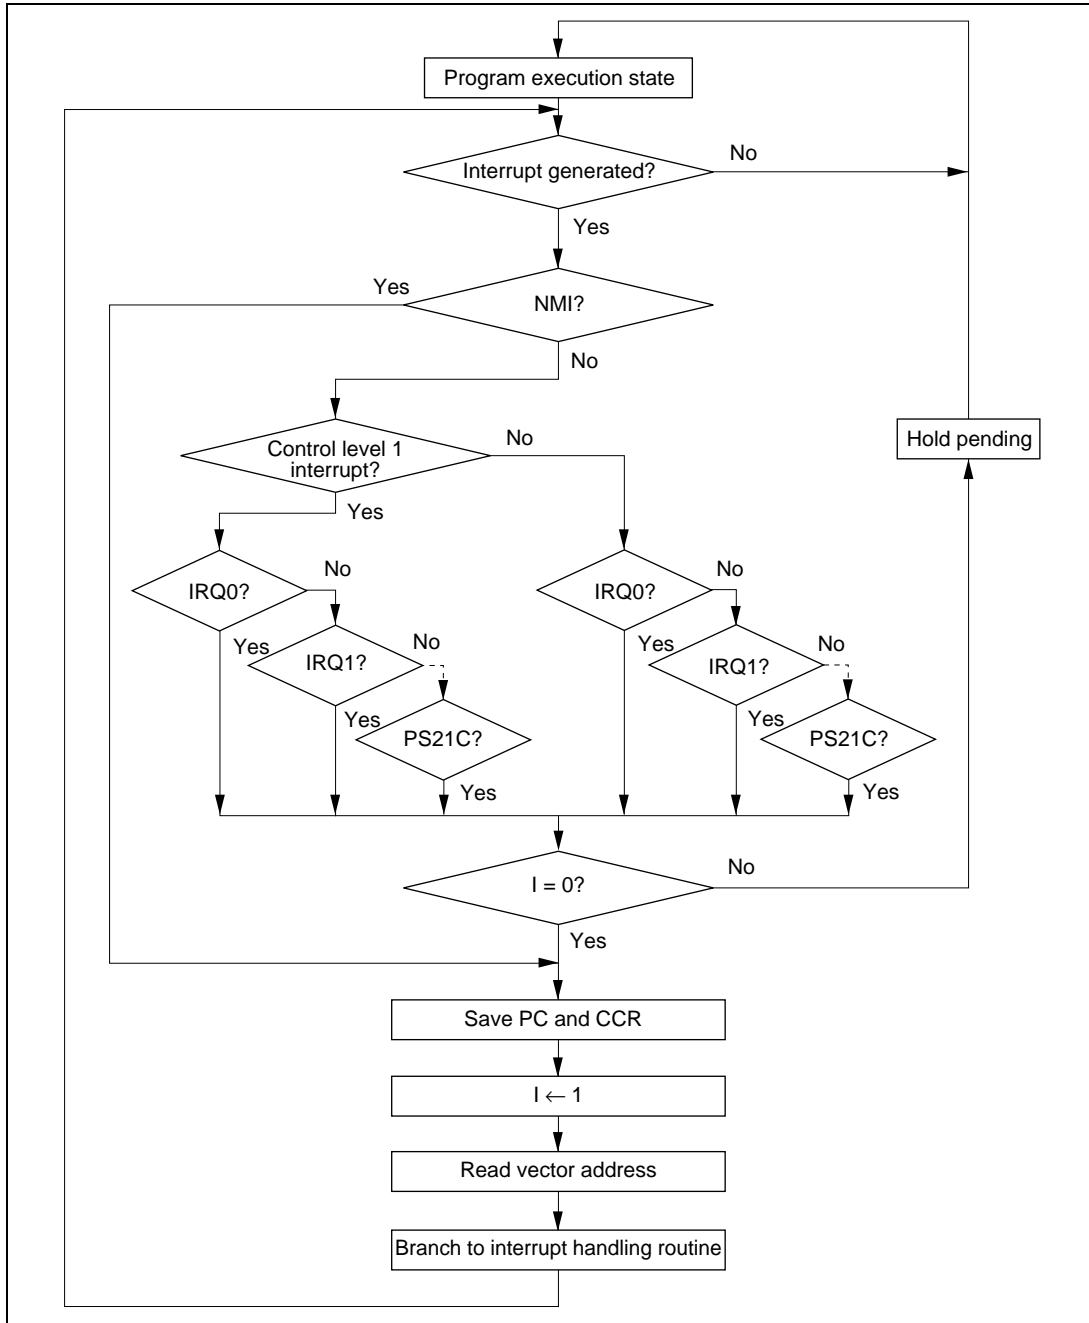 Program execution state
Interrupt generated?
No
Yes
Yes
NMI?
No
Control level 1
interrupt?
No
Hold pending
Yes
IRQ0?
No
IRQ0?
No
Yes
IRQ1?
No
Yes
IRQ1?
No
Yes
PS21C?
Yes
PS21C?
Yes
Yes
I = 0?
No
Yes
Save PC and CCR
I ← 1
Read vector address
Branch to interrupt handling routine